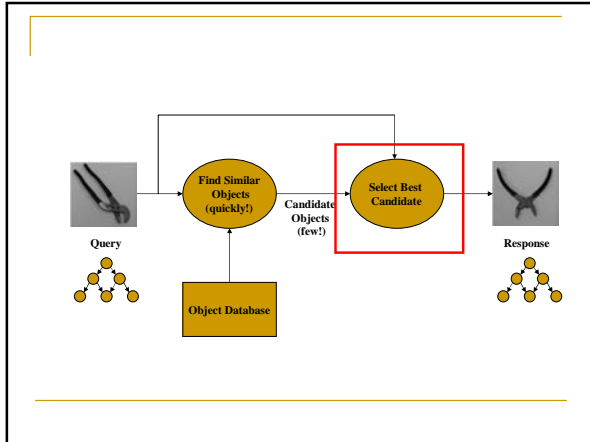 Find Similar
Objects
(quickly!)
Select Best
Candidate
Candidate
Objects
(few!)
Query
Response
Object Database